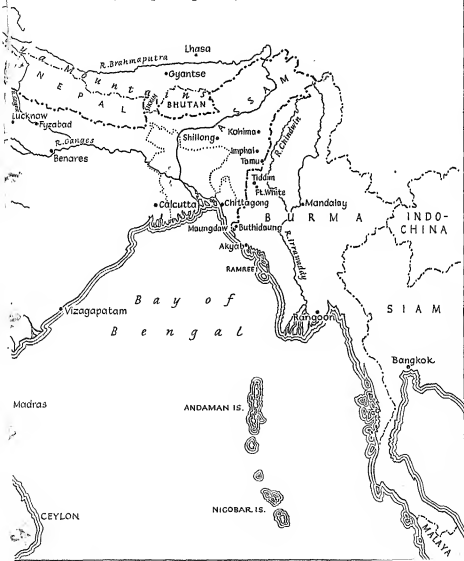 Lhasa
R. Brahmaputra
Gyantse
NEPAL
SIKKIM
BHUTAN
ASSAM
Lucknow
Fyzabad
R. Ganges
Benares
Shillong
Kohima
Imphal
Tamu
R. Chindwin
Tiddim
Ft. White
Calcutta
Chittagong
Mandalay
BURMA
INDO-
CHINA
Maungdaw
Buthidaung
Akyab
RAMREE
R. Irrawaddy
Bay of
Bengal
Vizagapatam
Rangoon
SIAM
Bangkok
Madras
ANDAMAN IS.
NICOBAR IS.
CEYLON
MALAYA